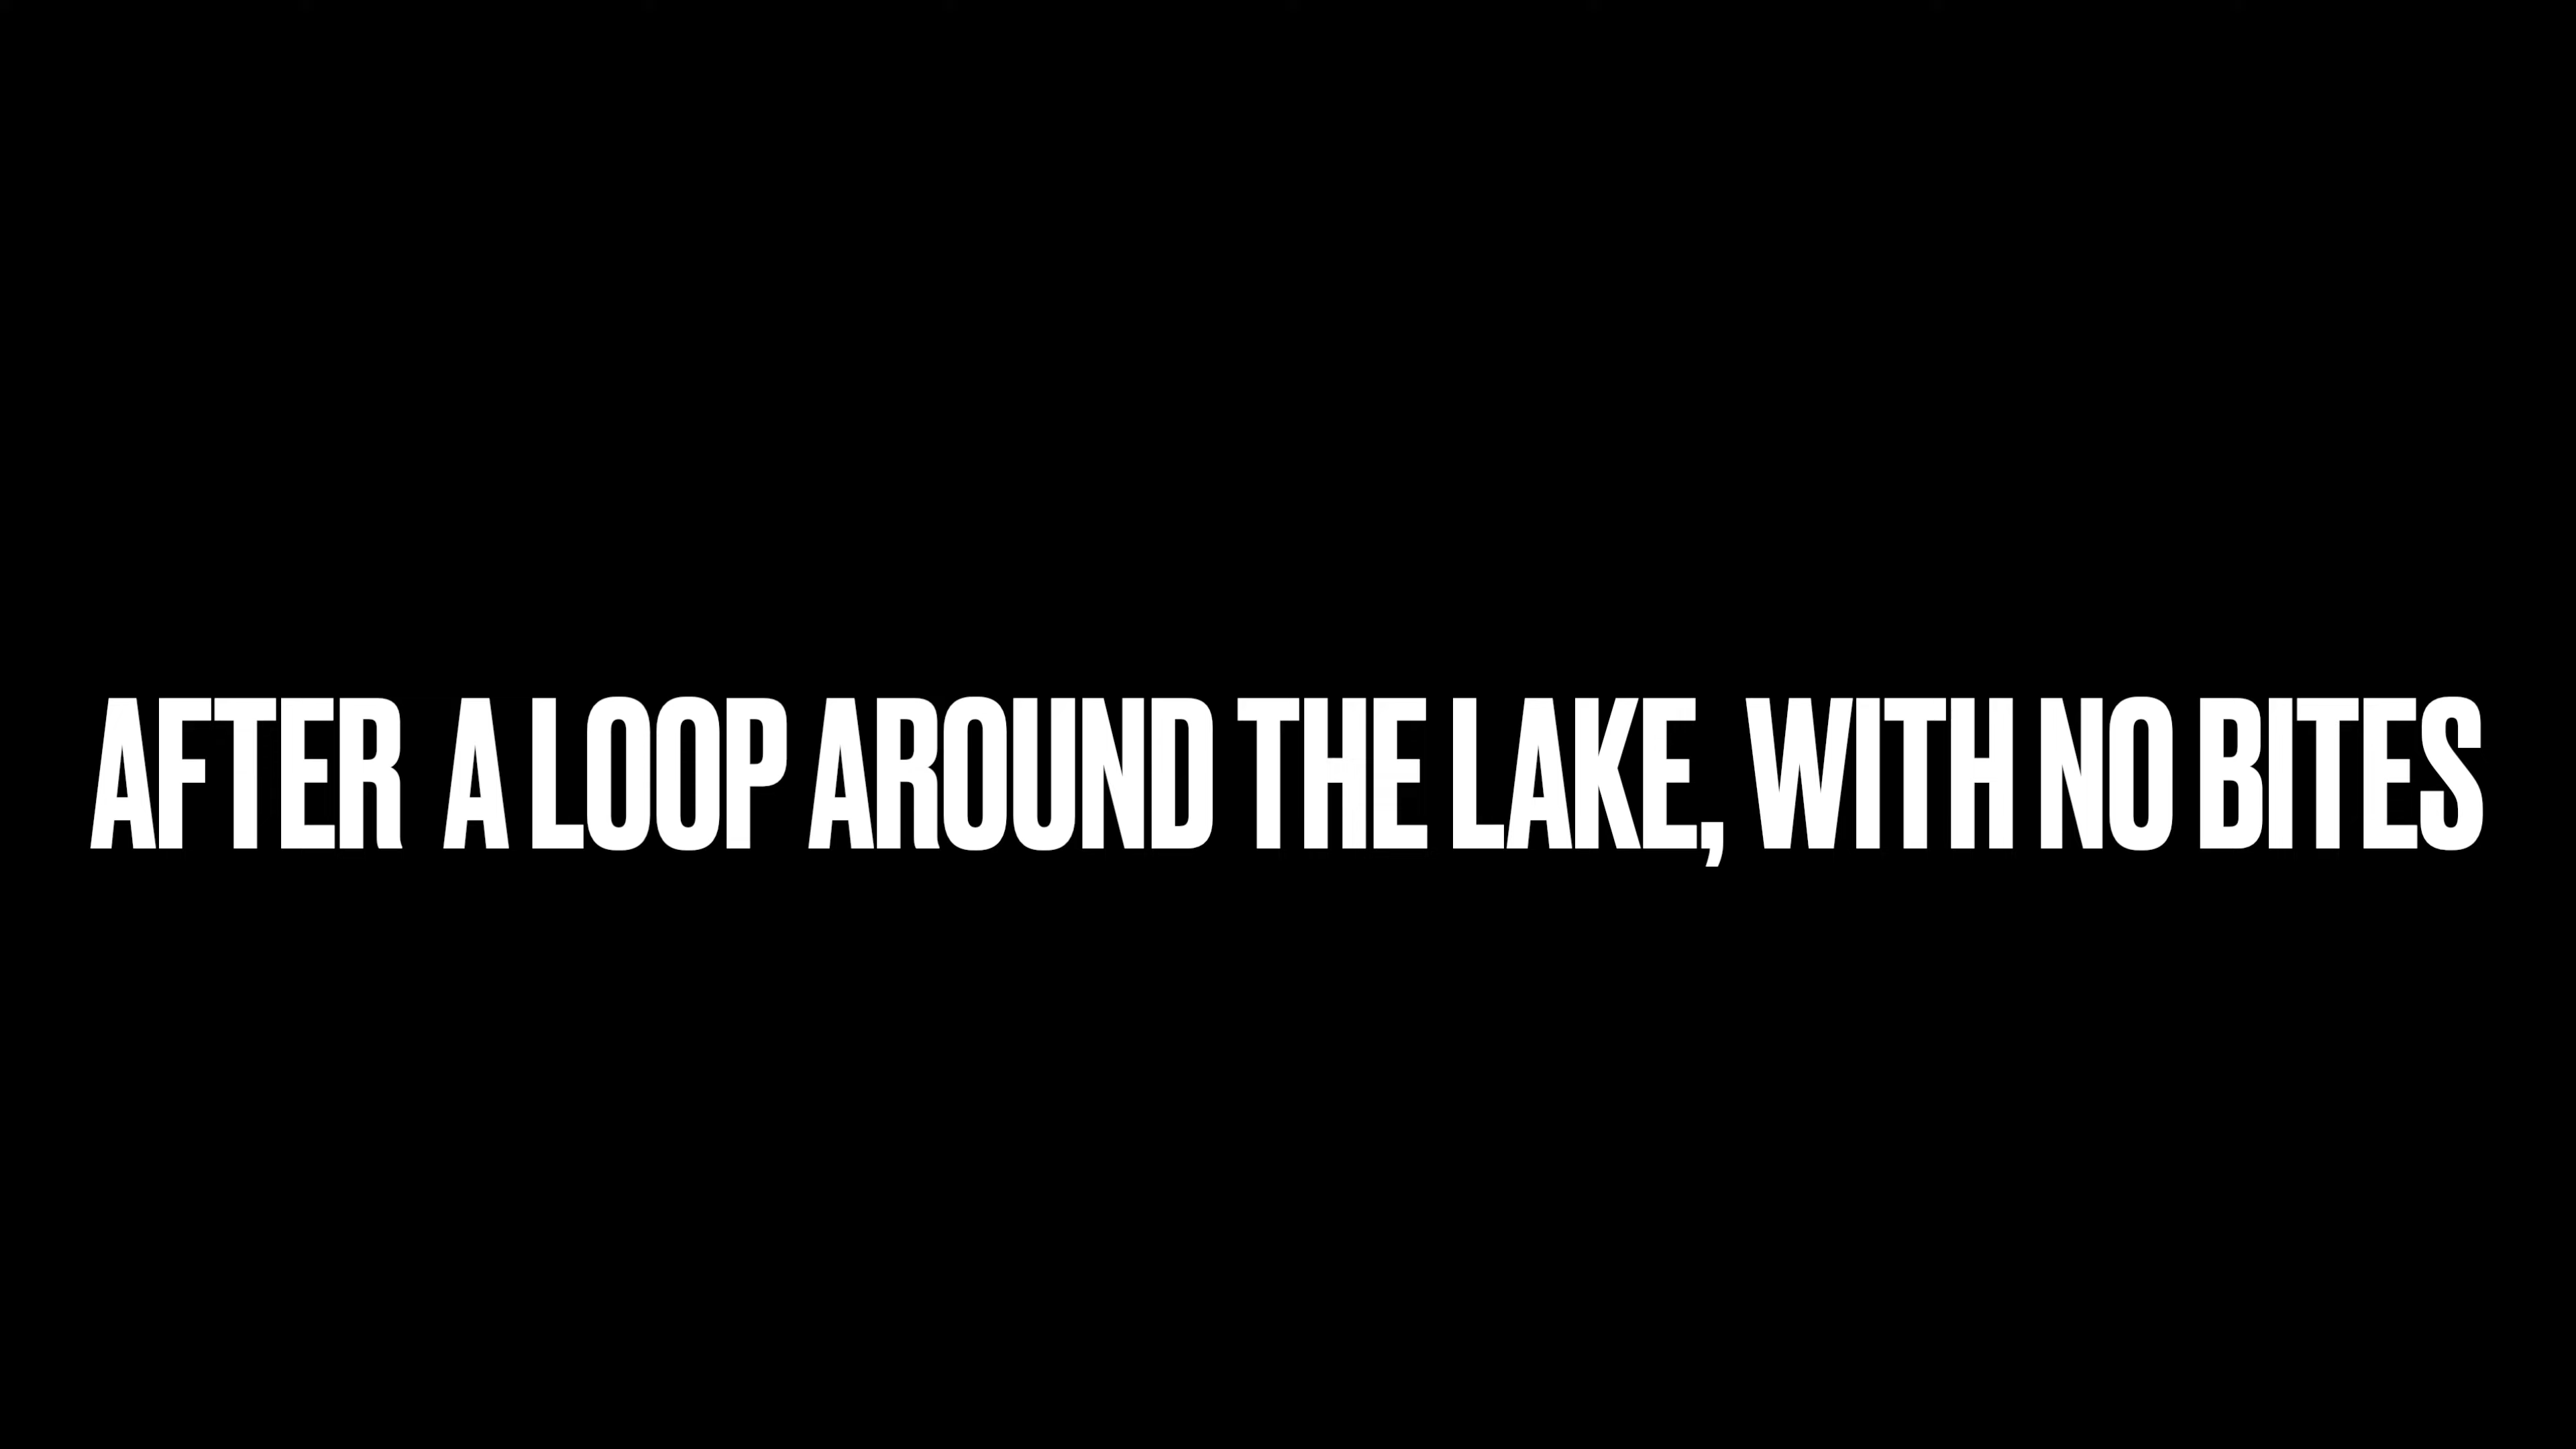 AFTER  A LOOP AROUND THE LAKE, WITH NO BITES